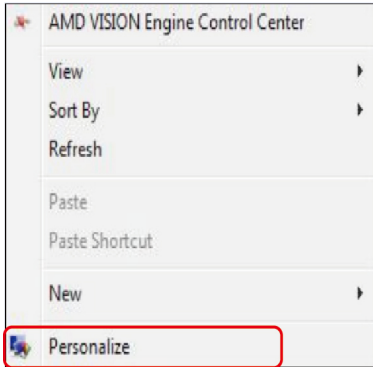 AMD VISION Engine Control Center
View
Sort By
Refresh
Paste
Paste Shortcut
New
Personalize